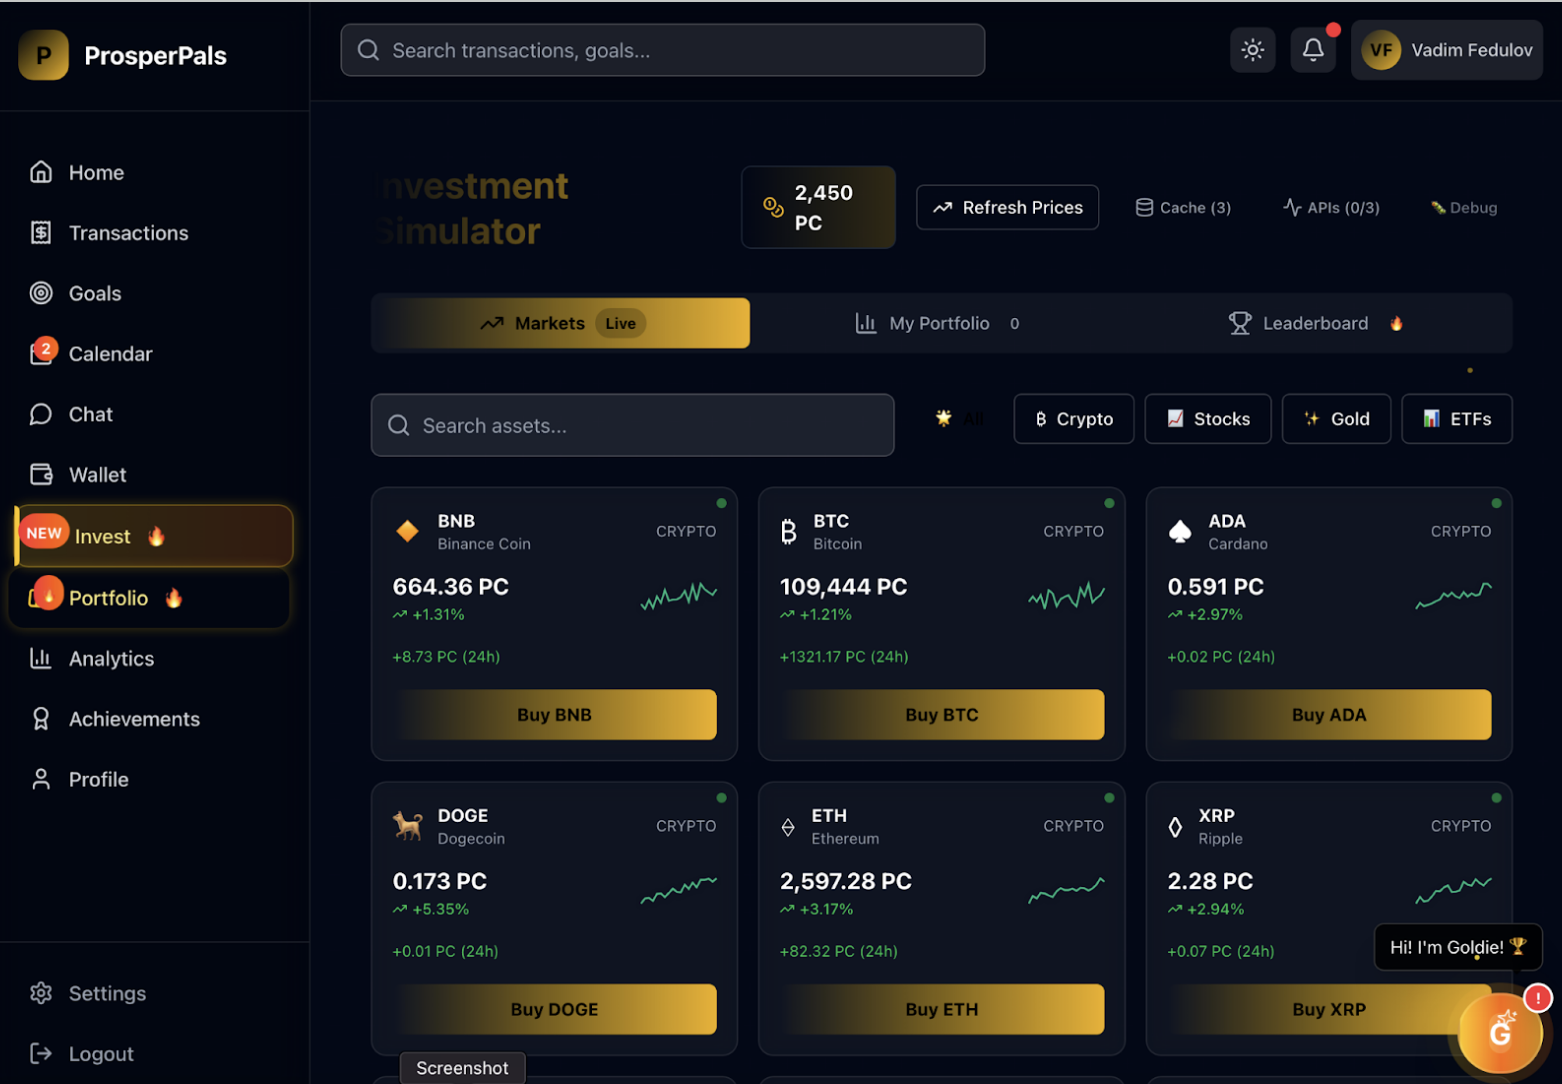 P ProsperPals
Search transactions, goals...
VF Vadim Fedulov
Home
Transactions
Goals
2 Calendar
Chat
Wallet
NEW Invest
Portfolio
Analytics
Achievements
Profile
Settings
Logout
Investment
Simulator
2,450
PC
Refresh Prices
Cache (3)
APIs (0/3)
Debug
Markets Live
My Portfolio 0
Leaderboard
Search assets...
All
₿ Crypto
Stocks
Gold
ETFs
BNB
Binance Coin
CRYPTO
664.36 PC
+1.31%
+8.73 PC (24h)
Buy BNB
₿
BTC
Bitcoin
CRYPTO
109,444 PC
+1.21%
+1321.17 PC (24h)
Buy BTC
ADA
Cardano
CRYPTO
0.591 PC
+2.97%
+0.02 PC (24h)
Buy ADA
DOGE
Dogecoin
CRYPTO
0.173 PC
+5.35%
+0.01 PC (24h)
Buy DOGE
ETH
Ethereum
CRYPTO
2,597.28 PC
+3.17%
+82.32 PC (24h)
Buy ETH
XRP
Ripple
CRYPTO
2.28 PC
+2.94%
+0.07 PC (24h)
Buy XRP
Hi! I'm Goldie!
!
G
Screenshot